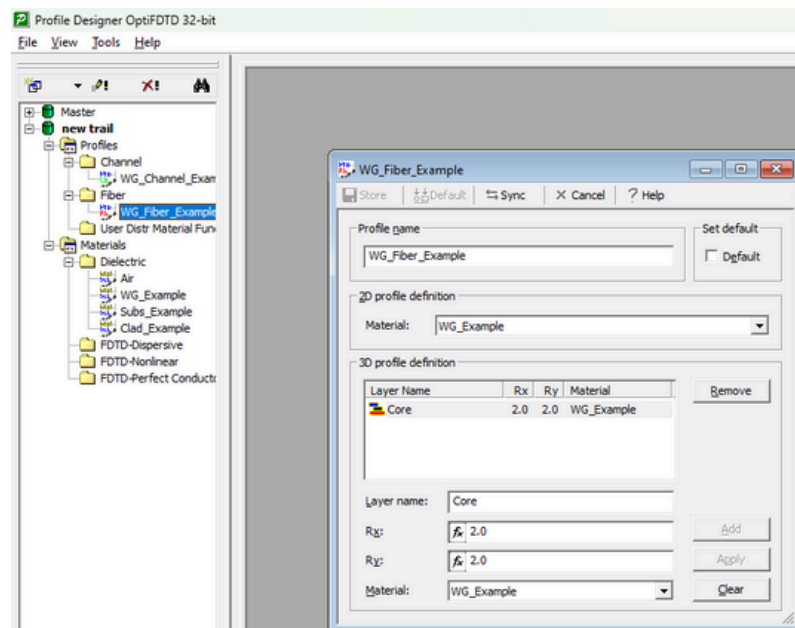 Profile Designer OptiFDTD 32-bit
File View Tools Help
Master
new trail
Profiles
Channel
WG_Channel_Exam
Fiber
WG_Fiber_Example
User Distr Material Fun
Materials
Dielectric
Air
WG_Example
Subs_Example
Clad_Example
FDTD-Dispersive
FDTD-Nonlinear
FDTD-Perfect Conducto
WG_Fiber_Example
Store Default Sync Cancel Help
Profile name
WG_Fiber_Example
Set default
Default
2D profile definition
Material: WG_Example
3D profile definition
Layer Name Rx Ry Material
Core 2.0 2.0 WG_Example
Remove
Layer name: Core
Rx: fx 2.0
Add
Ry: fx 2.0
Apply
Material: WG_Example
Clear